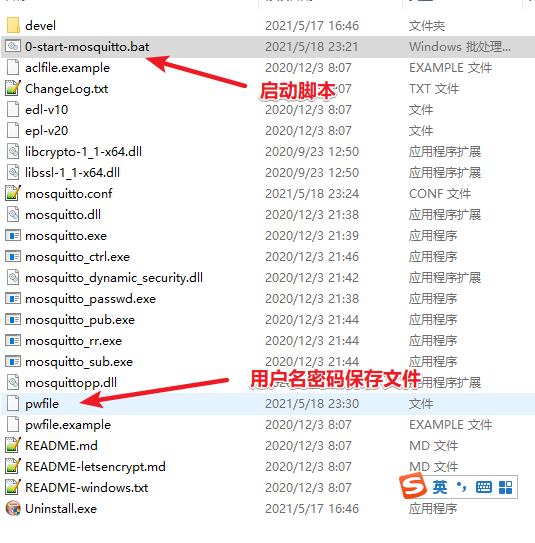 devel 2021/5/17 16:46 文件夹
0-start-mosquitto.bat 2021/5/18 23:21 Windows 批处理...
aclfile.example 2020/12/3 8:07 EXAMPLE 文件
启动脚本
ChangeLog.txt 8:07 TXT 文件
edl-v10 2020/12/3 8:07 文件
epl-v20 2020/12/3 8:07 文件
libcrypto-1_1-x64.dll 2020/9/23 12:50 应用程序扩展
libssl-1_1-x64.dll 2020/9/23 12:50 应用程序扩展
mosquitto.conf 2021/5/18 23:24 CONF 文件
mosquitto.dll 2020/12/3 21:38 应用程序扩展
mosquitto.exe 2020/12/3 21:39 应用程序
mosquitto_ctrl.exe 2020/12/3 21:46 应用程序
mosquitto_dynamic_security.dll 2020/12/3 21:42 应用程序扩展
mosquitto_passwd.exe 2020/12/3 21:38 应用程序
mosquitto_pub.exe 2020/12/3 21:44 应用程序
mosquitto_rr.exe 2020/12/3 21:44 应用程序
mosquitto_sub.exe 2020/12/3 21:44 应用程序
mosquittopp.dll 应用程序扩展
用户名密码保存文件
pwfile 2021/5/18 23:30 文件
pwfile.example 2020/12/3 8:07 EXAMPLE 文件
README.md 2020/12/3 8:07 MD 文件
README-letsencrypt.md 2020/12/3 8:07 MD 文件
README-windows.txt 2020/12/3 8:07
S 英
Uninstall.exe 2021/5/17 16:46 应用程序